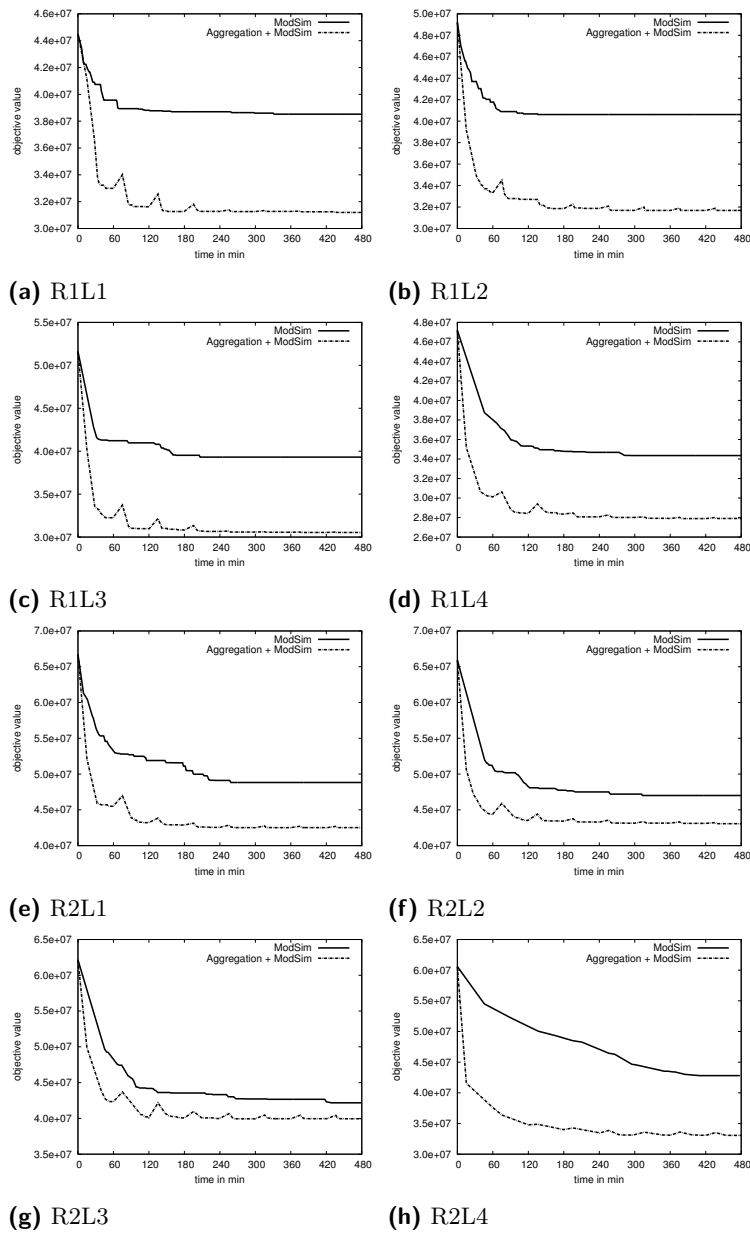 4.6e+07
4.4e+07
4.2e+07
4.0e+07
3.8e+07
3.6e+07
3.4e+07
3.2e+07
3.0e+07
0 60 120 180 240 300 360 420 480
objective value
time in min
ModSim
Aggregation + ModSim
(a) R1L1
5.0e+07
4.8e+07
4.6e+07
4.4e+07
4.2e+07
4.0e+07
3.8e+07
3.6e+07
3.4e+07
3.2e+07
3.0e+07
0 60 120 180 240 300 360 420 480
objective value
time in min
ModSim
Aggregation + ModSim
(b) R1L2
5.5e+07
5.0e+07
4.5e+07
4.0e+07
3.5e+07
3.0e+07
0 60 120 180 240 300 360 420 480
objective value
time in min
ModSim
Aggregation + ModSim
(c) R1L3
4.8e+07
4.6e+07
4.4e+07
4.2e+07
4.0e+07
3.8e+07
3.6e+07
3.4e+07
3.2e+07
3.0e+07
2.8e+07
2.6e+07
0 60 120 180 240 300 360 420 480
objective value
time in min
ModSim
Aggregation + ModSim
(d) R1L4
7.0e+07
6.5e+07
6.0e+07
5.5e+07
5.0e+07
4.5e+07
4.0e+07
0 60 120 180 240 300 360 420 480
objective value
time in min
ModSim
Aggregation + ModSim
(e) R2L1
7.0e+07
6.5e+07
6.0e+07
5.5e+07
5.0e+07
4.5e+07
4.0e+07
0 60 120 180 240 300 360 420 480
objective value
time in min
ModSim
Aggregation + ModSim
(f) R2L2
6.5e+07
6.0e+07
5.5e+07
5.0e+07
4.5e+07
4.0e+07
3.5e+07
0 60 120 180 240 300 360 420 480
objective value
time in min
ModSim
Aggregation + ModSim
(g) R2L3
6.5e+07
6.0e+07
5.5e+07
5.0e+07
4.5e+07
4.0e+07
3.5e+07
3.0e+07
0 60 120 180 240 300 360 420 480
objective value
time in min
ModSim
Aggregation + ModSim
(h) R2L4